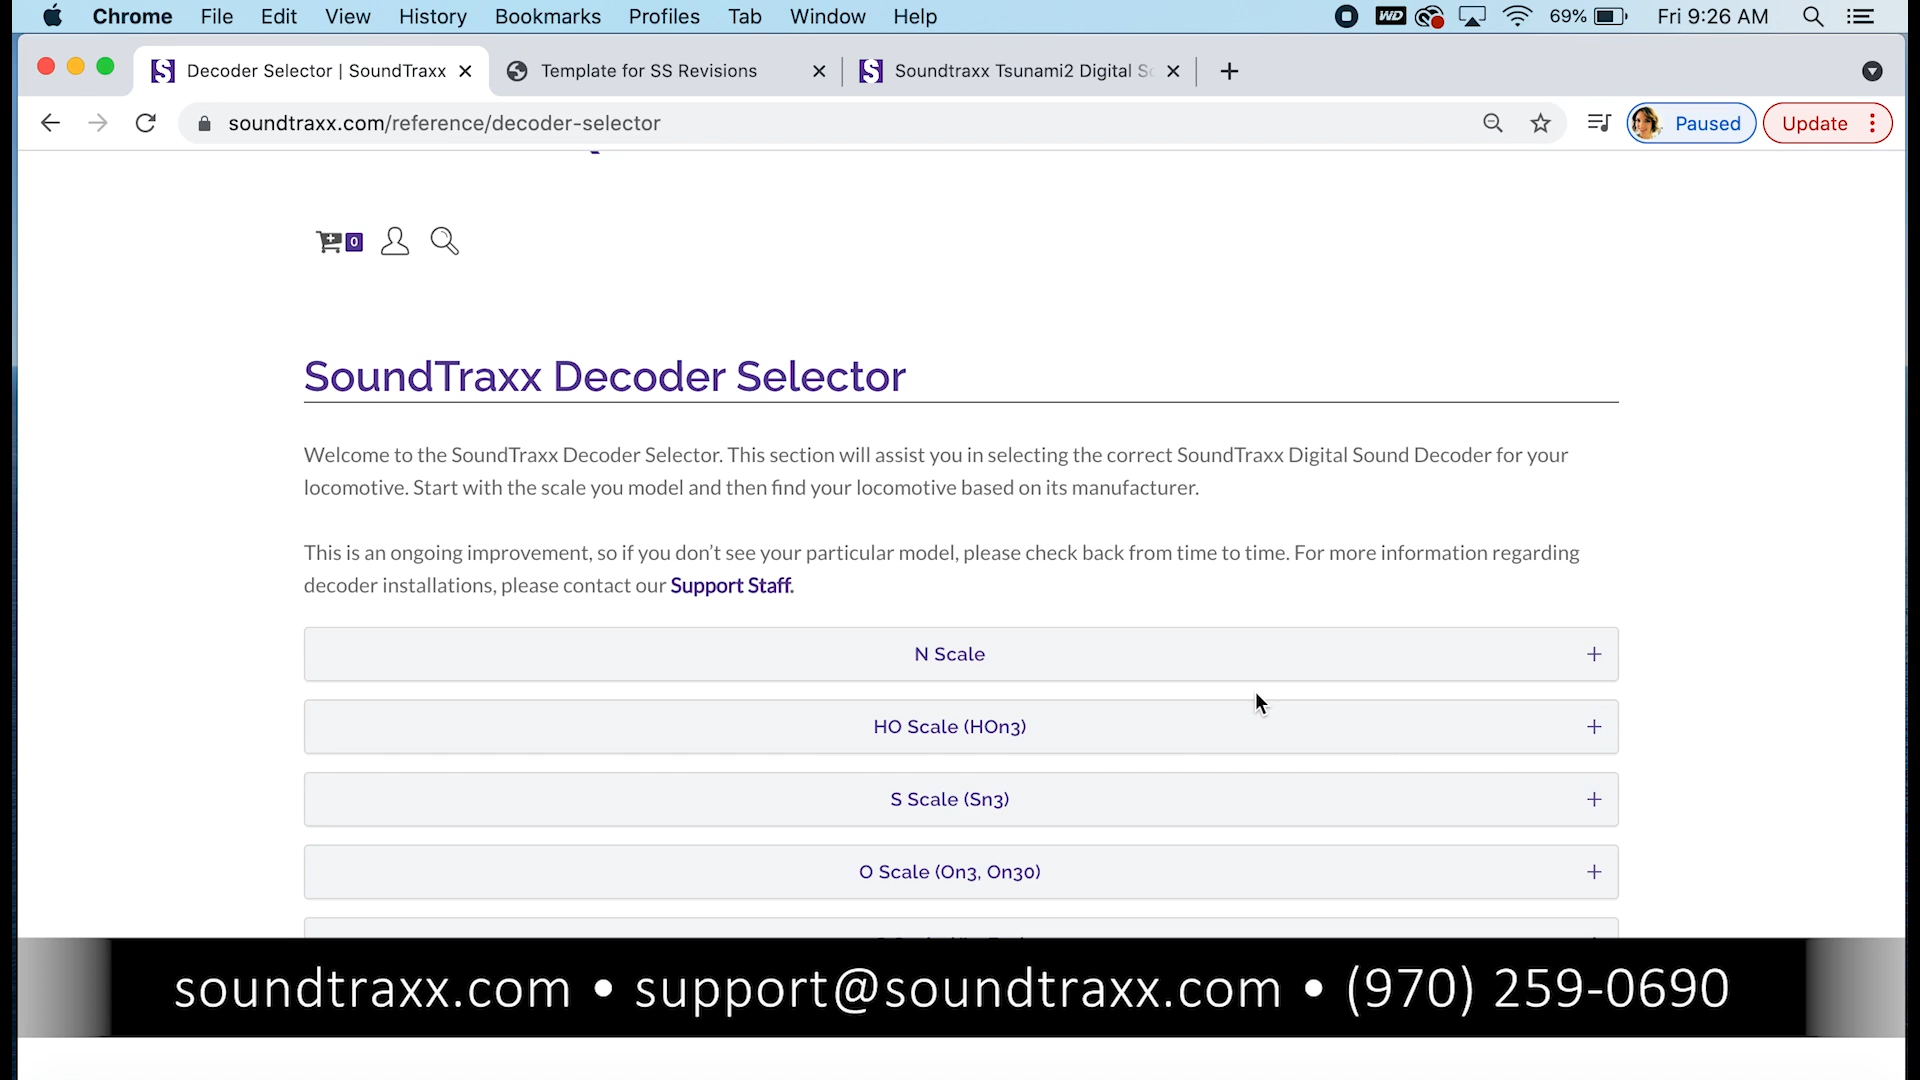 Chrome File Edit View History Bookmarks Profiles Tab Window Help WD 69% Fri 9:26 AM
Decoder Selector | SoundTraxx Template for SS Revisions Soundtraxx Tsunami2 Digital
soundtraxx.com/reference/decoder-selector Paused Update
0
SoundTraxx Decoder Selector
Welcome to the SoundTraxx Decoder Selector. This section will assist you in selecting the correct SoundTraxx Digital Sound Decoder for your
locomotive. Start with the scale you model and then find your locomotive based on its manufacturer.
This is an ongoing improvement, so if you don't see your particular model, please check back from time to time. For more information regarding
decoder installations, please contact our Support Staff.
N Scale +
HO Scale (HOn3) +
S Scale (Sn3) +
O Scale (On3, On30) +
soundtraxx.com • support@soundtraxx.com • (970) 259-0690